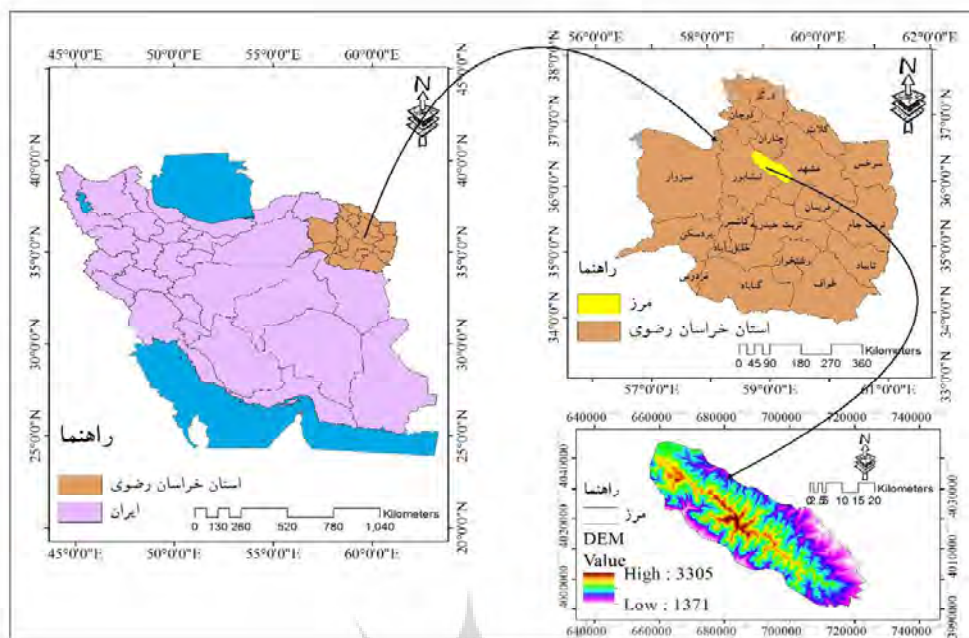 45°0'0"E 50°0'0"E 55°0'0"E 60°0'0"E
45°0'0"N
40°0'0"N
40°0'0"N
35°0'0"N
35°0'0"N
30°0'0"N
30°0'0"N
25°0'0"N
25°0'0"N
20°0'0"N
N
راهنما
استان خراسان رضوی
ایران
0 130 260 520 780 1,040 Kilometers
45°0'0"E 50°0'0"E 55°0'0"E 60°0'0"E
56°0'0"E 58°0'0"E 60°0'0"E 62°0'0"E
38°0'0"N
37°0'0"N
36°0'0"N
35°0'0"N
34°0'0"N
37°0'0"N
36°0'0"N
35°0'0"N
34°0'0"N
33°0'0"N
N
درگز
قوچان
کلات
چناران
سرخس
مشهد
سبزوار
نیشابور
فریمان
کاشمر
تربت حیدریه
تربت جام
بردسکن
خلیل آباد
رشتخوار
تایباد
گناباد
خواف
راهنما
مرز
استان خراسان رضوی
0 45 90 180 270 360 Kilometers
57°0'0"E 59°0'0"E 61°0'0"E
640000 660000 680000 700000 720000 740000
4040000
4020000
4000000
4030000
4010000
3990000
N
0 2.5 5 10 15 20 Kilometers
راهنما
مرز
DEM
Value
High : 3305
Low : 1371
640000 660000 680000 700000 720000 740000